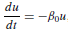 du/dt = −β₀u.